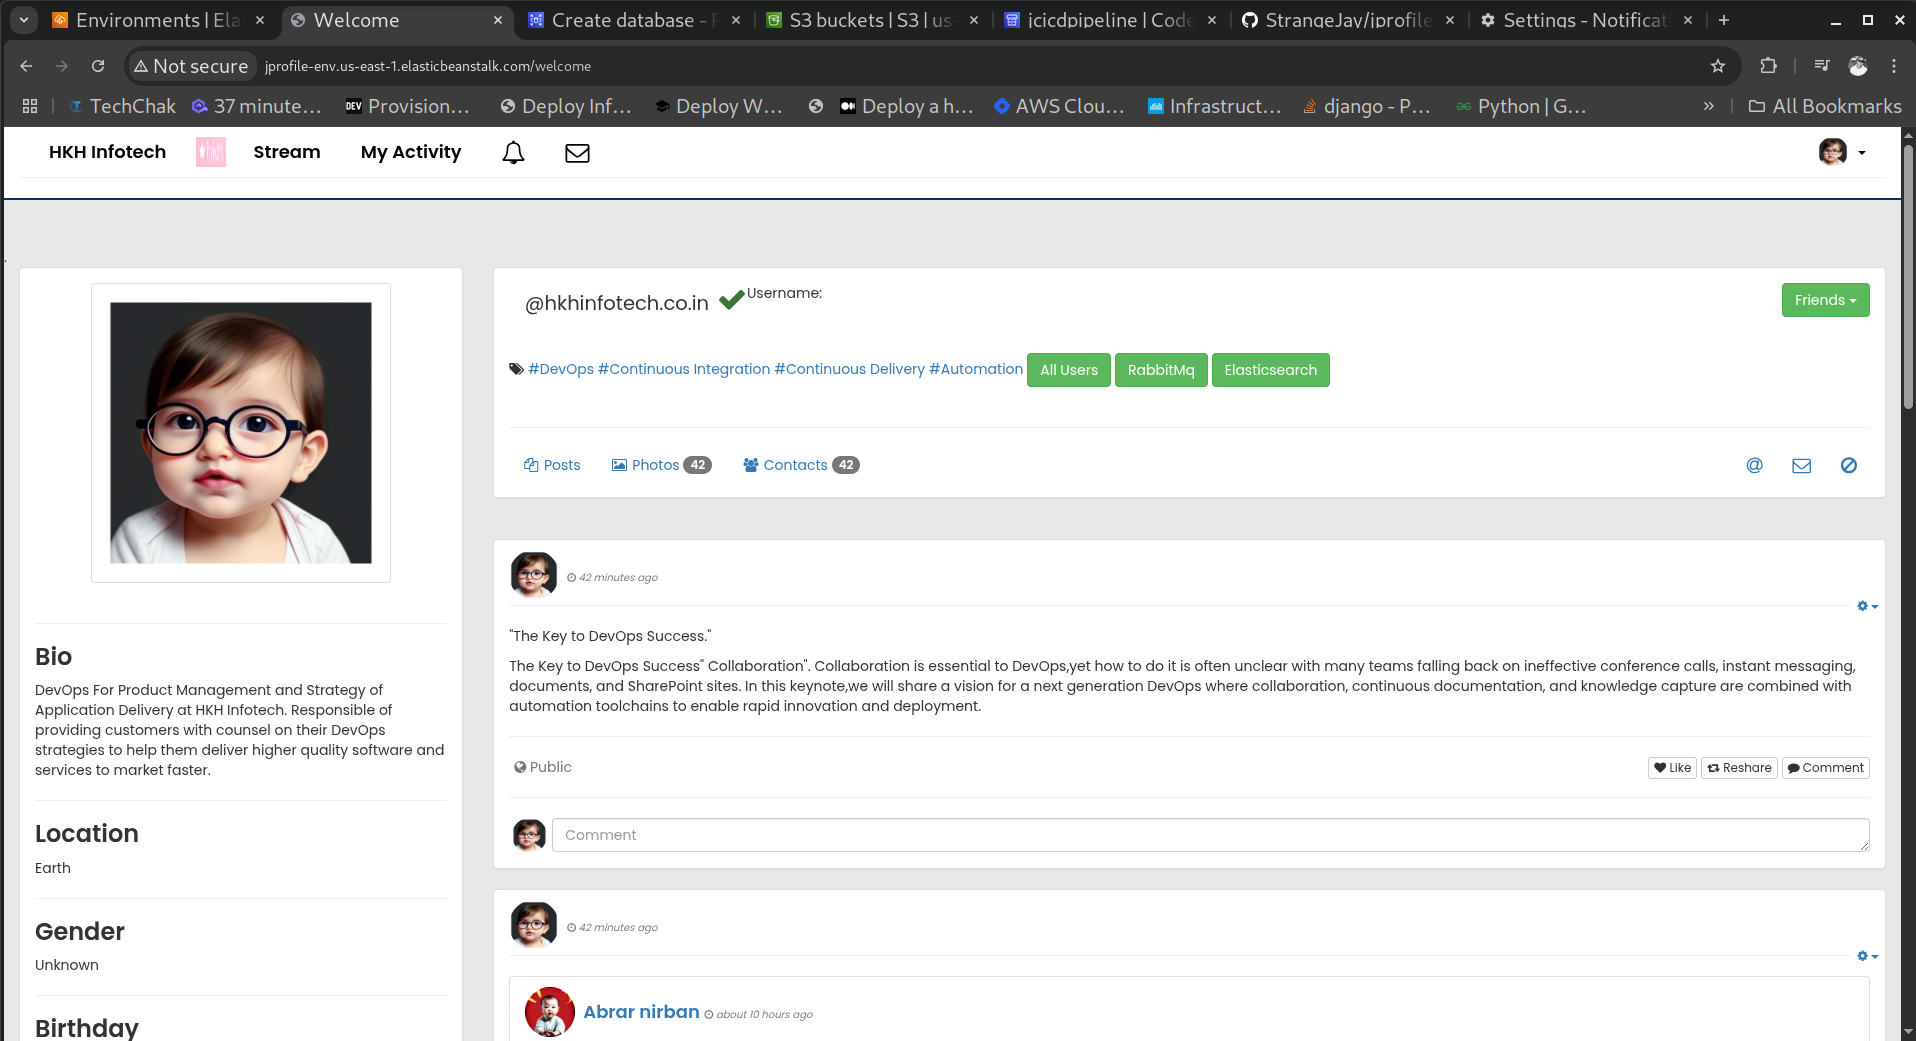 Environments | Ela
Welcome
Create database - R
S3 buckets | S3 | us-
jcicdpipeline | Code
StrangeJay/jprofile
Settings - Notificati
Not secure
jprofile-env.us-east-1.elasticbeanstalk.com/welcome
TechChak
37 minute...
DEV
Provision...
Deploy Inf...
Deploy W...
Deploy a h...
AWS Clou...
Infrastruct...
django - P...
Python | G...
»
All Bookmarks
HKH Infotech
hkh
Stream
My Activity
@hkhinfotech.co.in
Username:
Friends
#DevOps #Continuous Integration #Continuous Delivery #Automation
All Users
RabbitMq
Elasticsearch
Posts
Photos 42
Contacts 42
@
Bio
DevOps For Product Management and Strategy of
Application Delivery at HKH Infotech. Responsible of
providing customers with counsel on their DevOps
strategies to help them deliver higher quality software and
services to market faster.
Location
Earth
Gender
Unknown
Birthday
42 minutes ago
"The Key to DevOps Success."
The Key to DevOps Success" Collaboration". Collaboration is essential to DevOps,yet how to do it is often unclear with many teams falling back on ineffective conference calls, instant messaging,
documents, and SharePoint sites. In this keynote,we will share a vision for a next generation DevOps where collaboration, continuous documentation, and knowledge capture are combined with
automation toolchains to enable rapid innovation and deployment.
Public
Like
Reshare
Comment
Comment
42 minutes ago
Abrar nirban
about 10 hours ago